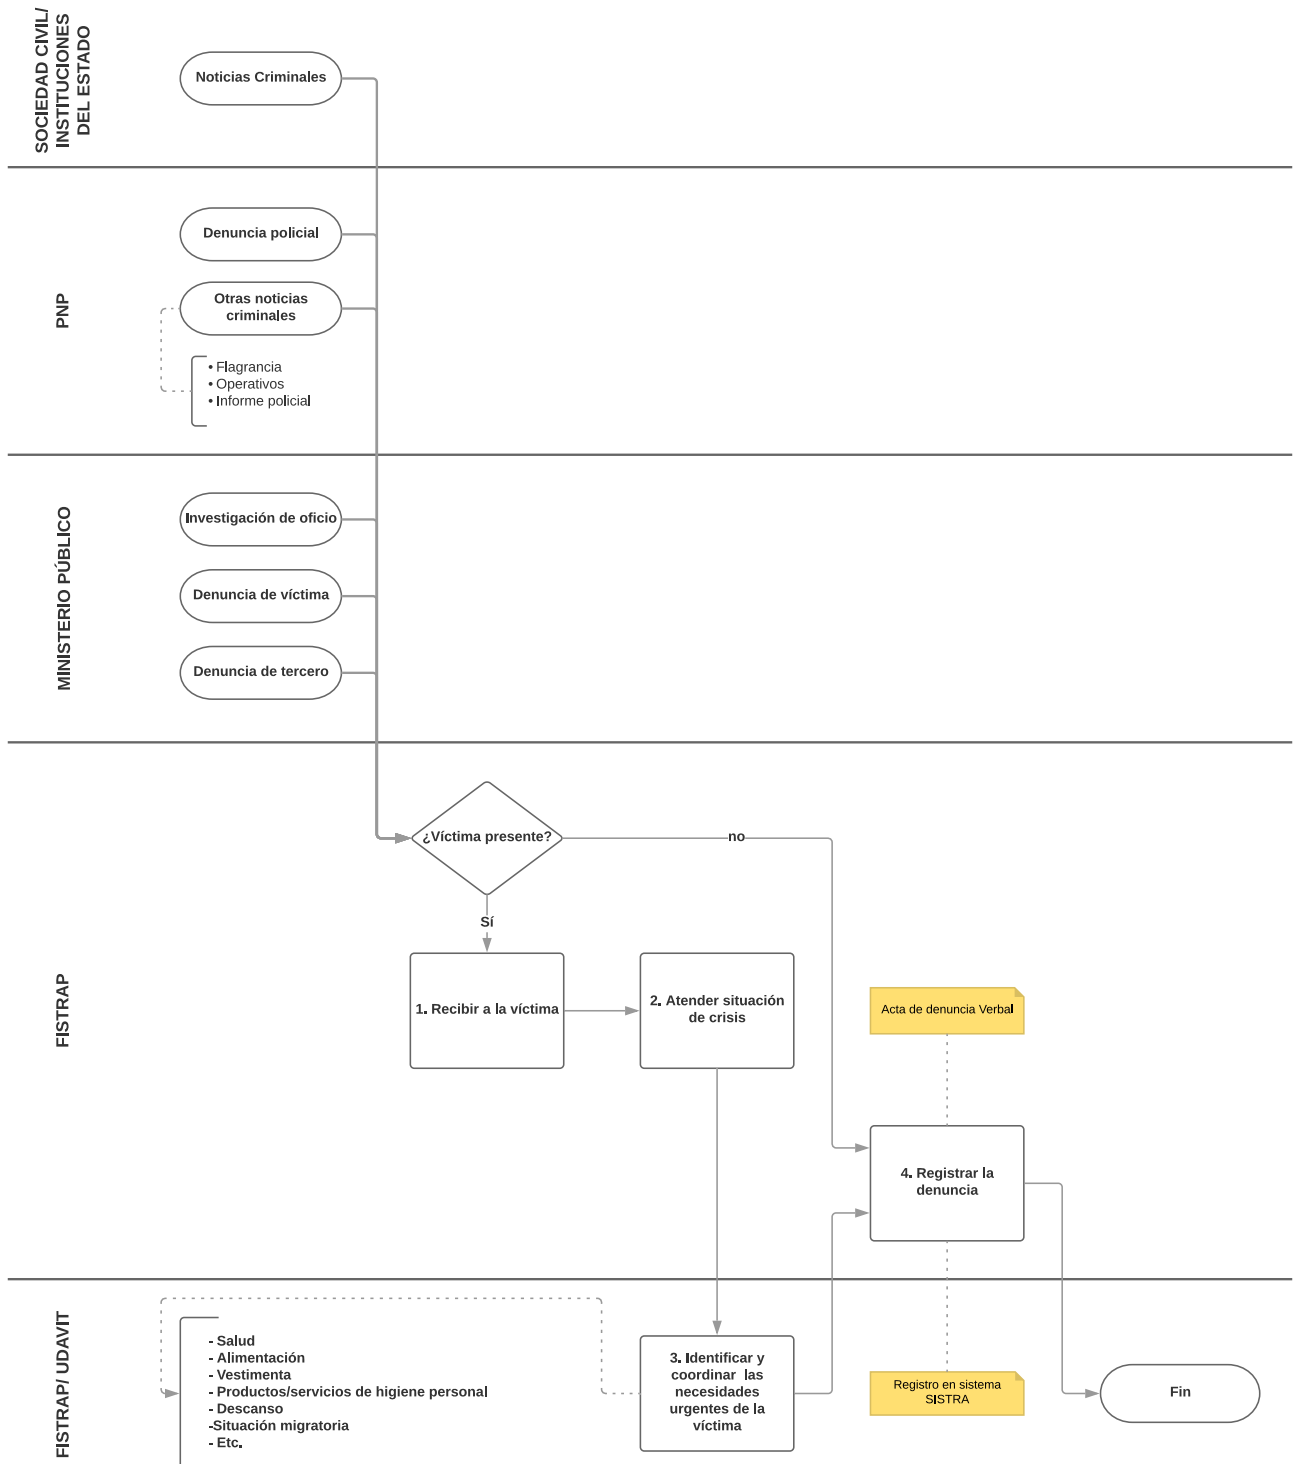 SOCIEDAD CIVIL/
INSTITUCIONES
DEL ESTADO
Noticias Criminales
PNP
Denuncia policial
Otras noticias
criminales
• Flagrancia
• Operativos
• Informe policial
MINISTERIO PÚBLICO
Investigación de oficio
Denuncia de víctima
Denuncia de tercero
FISTRAP
¿Víctima presente?
no
Sí
1. Recibir a la víctima
2. Atender situación
de crisis
Acta de denuncia Verbal
4. Registrar la
denuncia
FISTRAP/ UDAVIT
- Salud
- Alimentación
- Vestimenta
- Productos/servicios de higiene personal
- Descanso
-Situación migratoria
- Etc.
3. Identificar y
coordinar  las
necesidades
urgentes de la
víctima
Registro en sistema
SISTRA
Fin